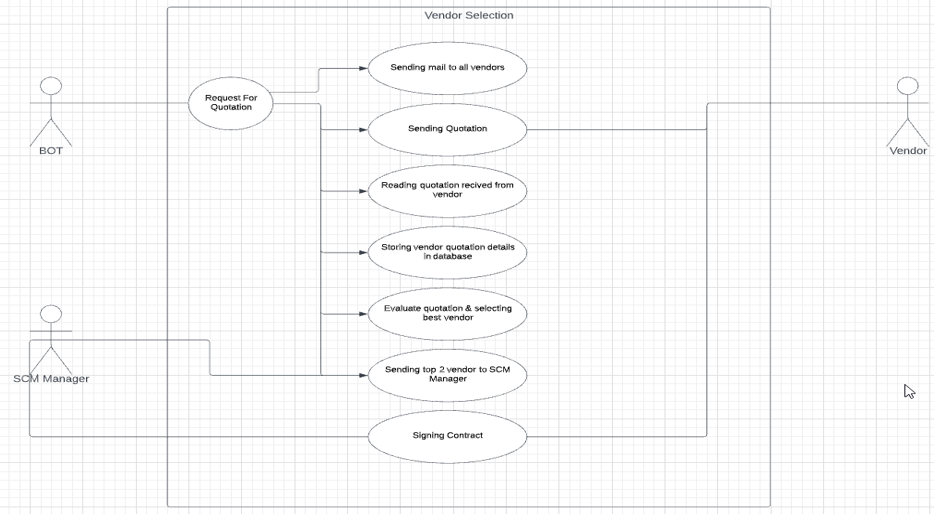 Vendor Selection
Sending mail to all vendors
Request For
Quotation
Sending Quotation
BOT
Vendor
Reading quotation recived from
vendor
Storing vendor quotation details
in database
Evaluate quotation & selecting
best vendor
Sending top 2 vendor to SCM
Manager
SCM Manager
Signing Contract